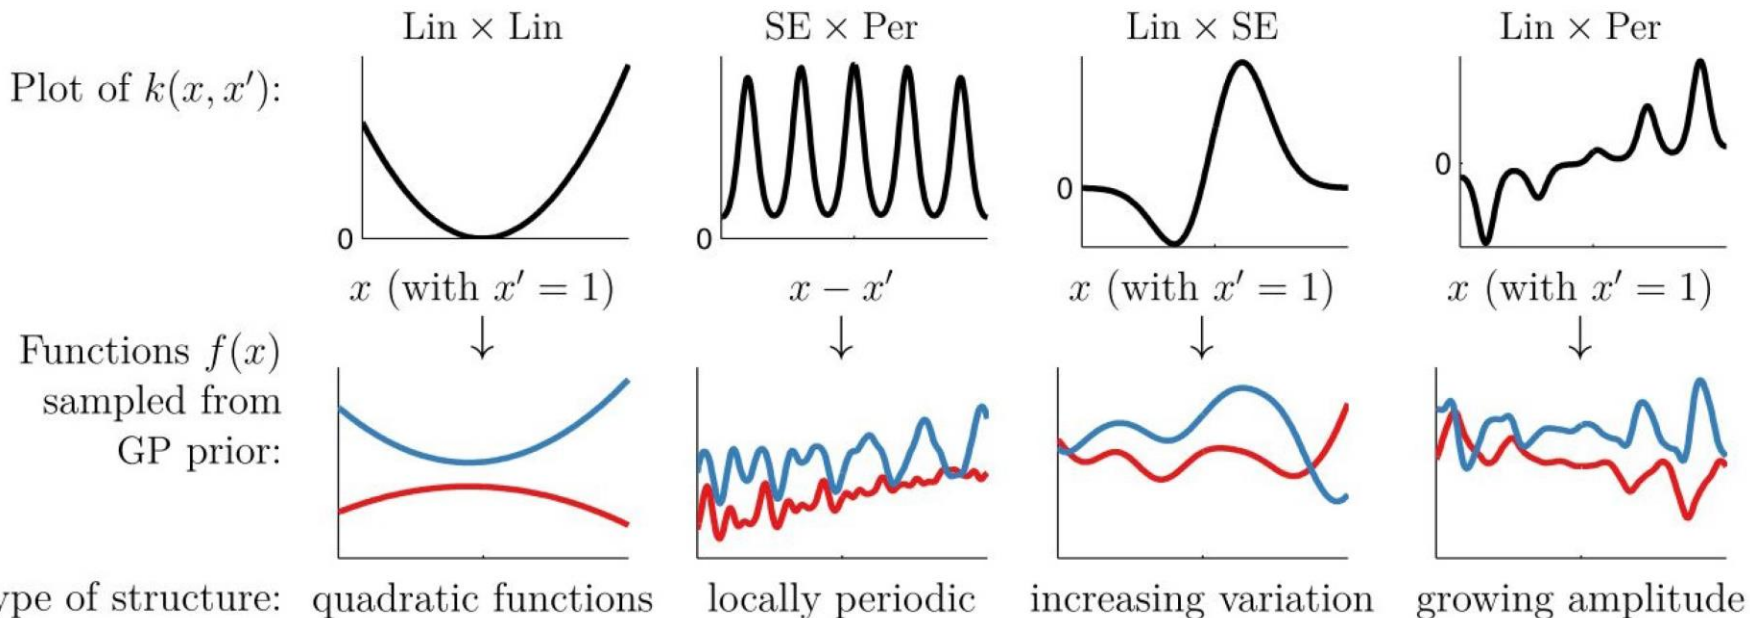 Lin × Lin SE × Per Lin × SE Lin × Per
Plot of k(x, x′):
0 0 0 0
x (with x′ = 1) x − x′ x (with x′ = 1) x (with x′ = 1)
↓ ↓ ↓ ↓
Functions f(x)
sampled from
GP prior:
ype of structure: quadratic functions locally periodic increasing variation growing amplitude